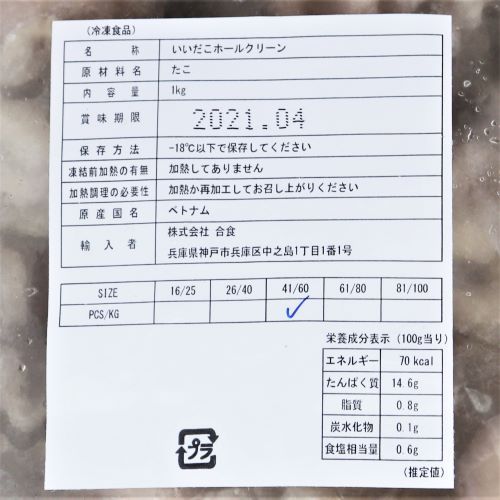 (冷凍食品)
名称 いいだこホールクリーン
原材料名 たこ
内容量 1kg
賞味期限 2021.04
保存方法 -18℃以下で保存してください
凍結前加熱の有無 加熱してありません
加熱調理の必要性 加熱か再加工してお召し上がりください
原産国名 ベトナム
輸入者 株式会社 合食
兵庫県神戸市兵庫区中之島1丁目1番1号
SIZE 16/25 26/40 41/60 61/80 81/100
PCS/KG ✓
栄養成分表示 (100g当り)
エネルギー 70 kcal
たんぱく質 14.6g
脂質 0.8g
炭水化物 0.1g
食塩相当量 0.6g
(推定値)
プラ